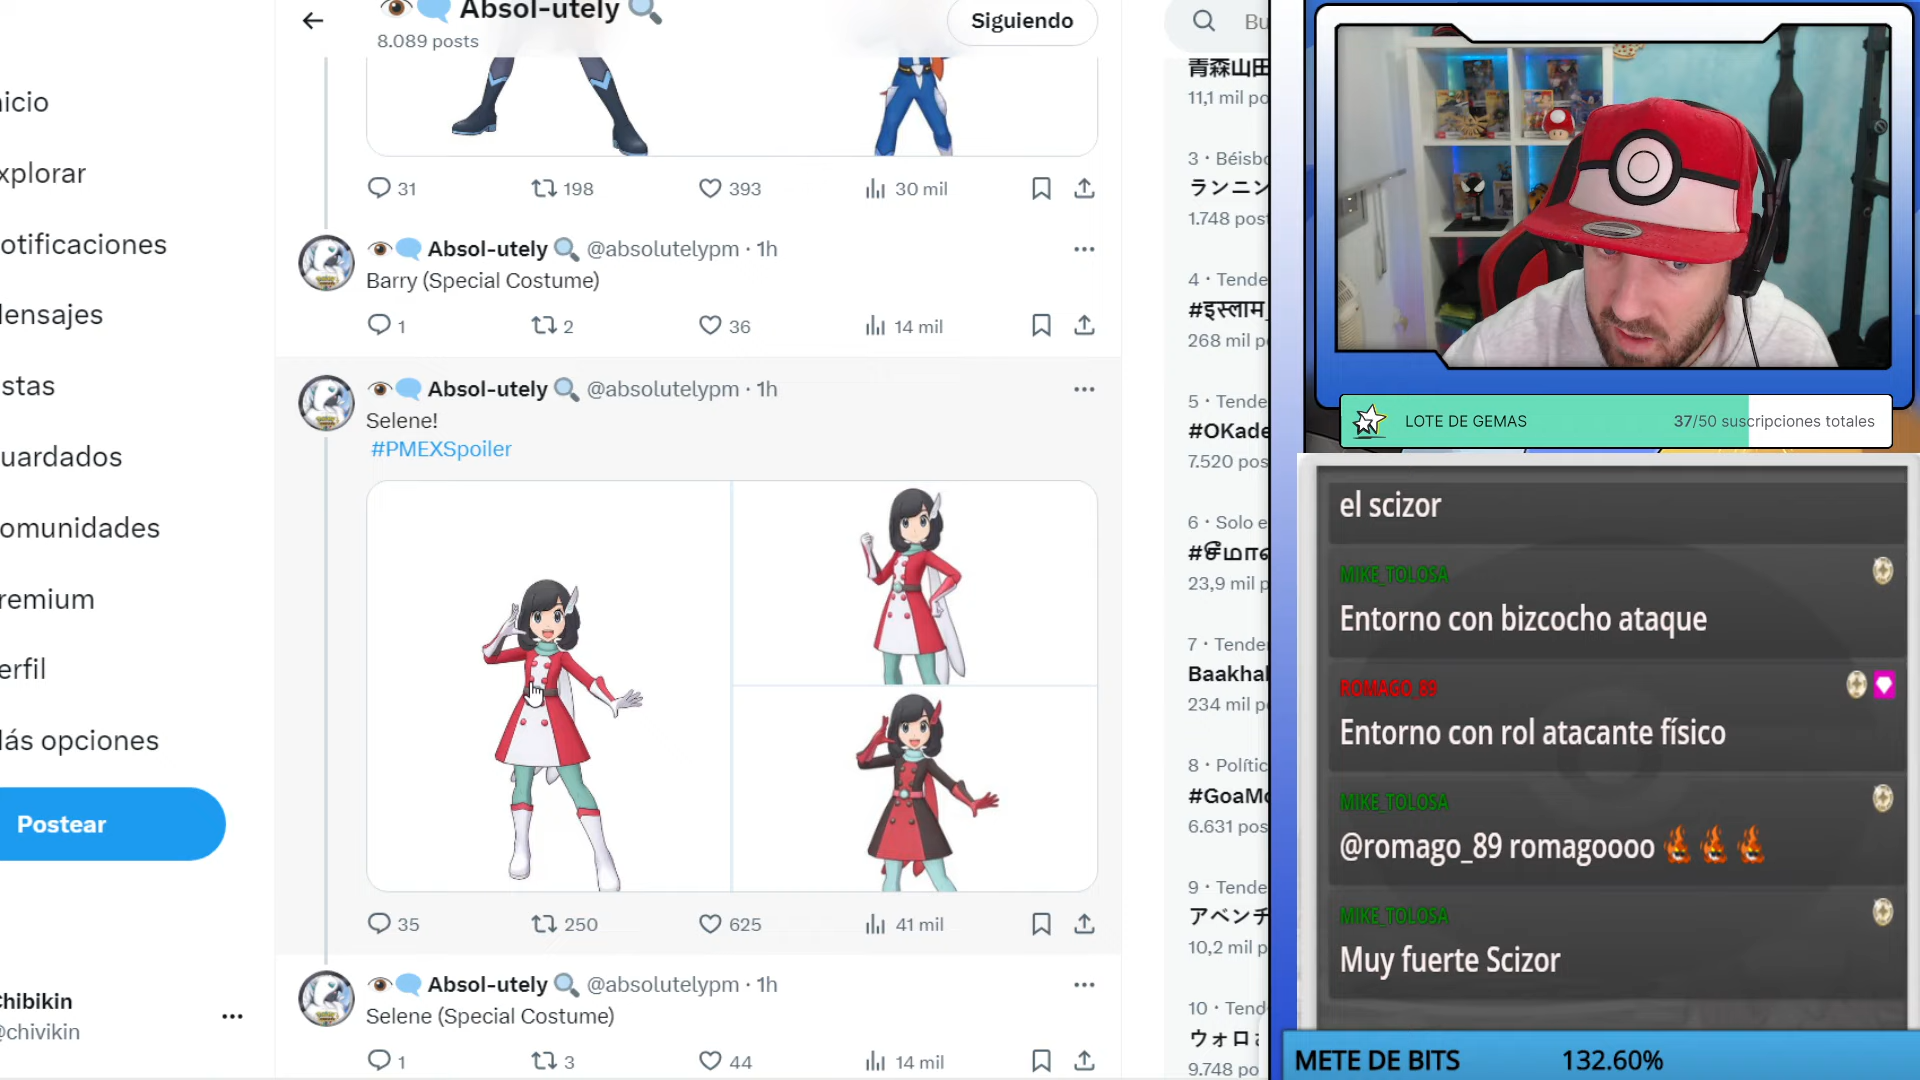 Absol-utely
8.089 posts
Siguiendo
Bu
nicio
xplorar
otificaciones
lensajes
stas
uardados
omunidades
remium
erfil
lás opciones
Postear
Chibikin
@chivikin
31 198 393 30 mil
Absol-utely @absolutelypm · 1h
Barry (Special Costume)
1 2 36 14 mil
Absol-utely @absolutelypm · 1h
Selene!
#PMEXSpoiler
35 250 625 41 mil
Absol-utely @absolutelypm · 1h
Selene (Special Costume)
1 3 44 14 mil
青森山田
11,1 mil po
3 · Béisbo
ランニン
1.748 post
4 · Tende
#इस्लाम_
268 mil p
5 · Tende
#OKade
7.520 pos
6 · Solo e
23,9 mil p
7 · Tender
Baakhal
234 mil p
8 · Polític
#GoaMo
6.631 pos
9 · Tende
アベンチ
10,2 mil p
10 · Tend
ウォロ
9.748 po
LOTE DE GEMAS 37/50 suscripciones totales
el scizor
MIKE_TOLOSA
Entorno con bizcocho ataque
ROMAGO_89
Entorno con rol atacante físico
MIKE_TOLOSA
@romago_89 romagoooo
MIKE_TOLOSA
Muy fuerte Scizor
METE DE BITS 132.60%